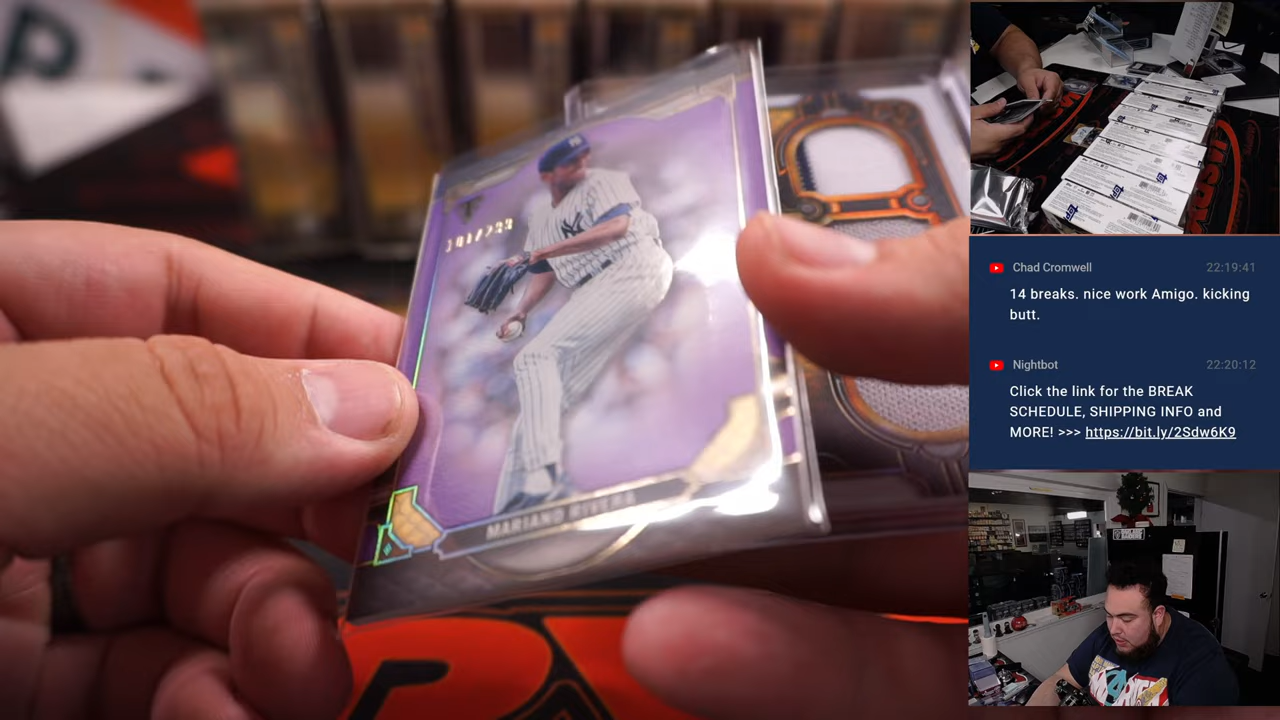 MARIANO RIVERA
Chad Cromwell
22:19:41
14 breaks. nice work Amigo. kicking
butt.
Nightbot
22:20:12
Click the link for the BREAK
SCHEDULE, SHIPPING INFO and
MORE! >>> https://bit.ly/2Sdw6K9